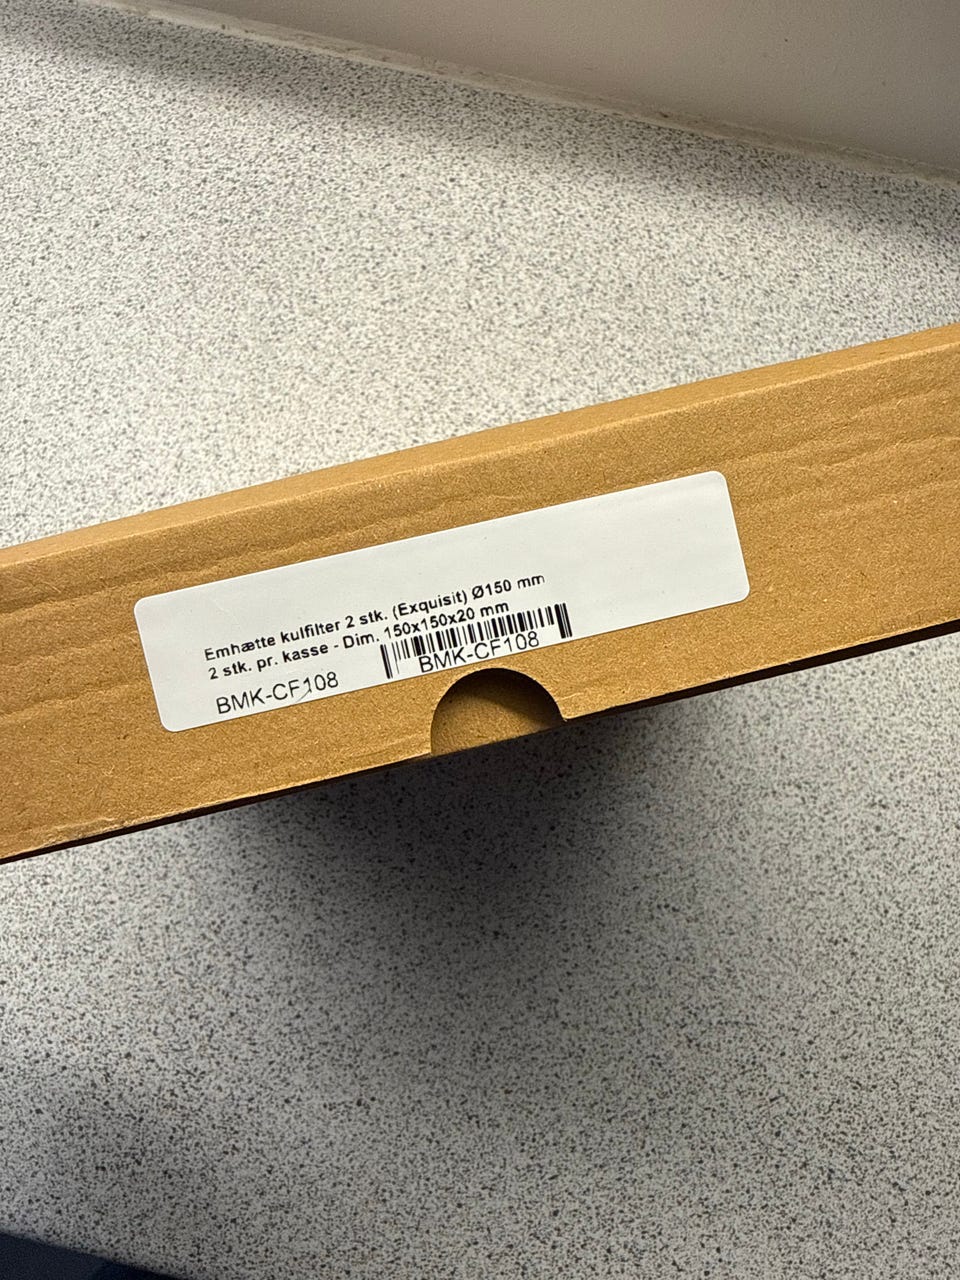 Emhætte kulfilter 2 stk. (Exquisit) Ø150 mm
2 stk. pr. kasse - Dim. 150x150x20 mm
BMK-CF108
BMK-CF108